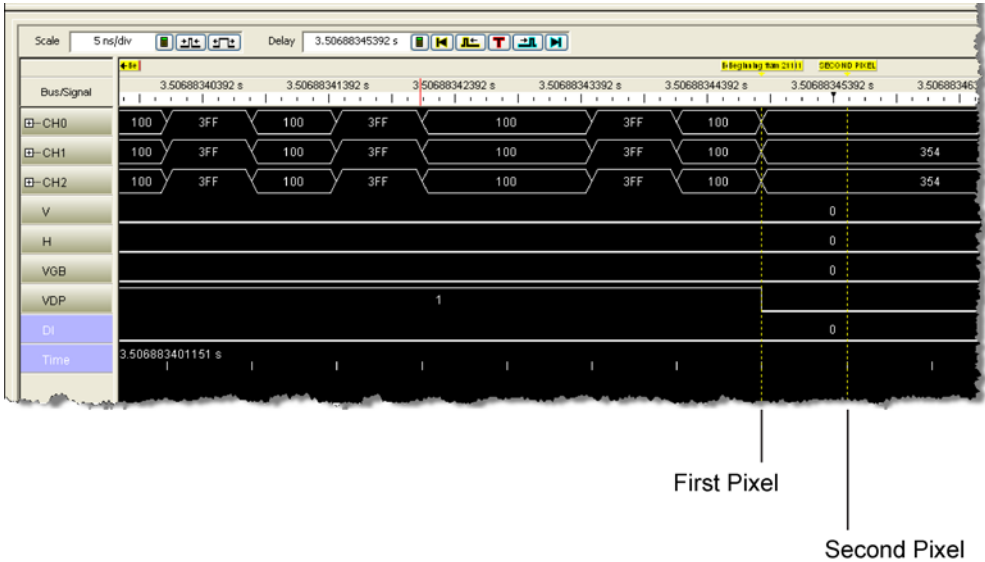 Scale 5 ns/div Delay 3.50688345392 s T
SECOND PIXEL
Bus/Signal 3.50688340392 s 3.50688341392 s 3.50688342392 s 3.50688343392 s 3.50688344392 s 3.50688345392 s
CH0 100 3FF 100 3FF 100 3FF 100
CH1 100 3FF 100 3FF 100 3FF 100 354
CH2 100 3FF 100 3FF 100 3FF 100 354
V 0
H 0
VGB 0
VDP 1
DI 0
Time 3.506883401151 s
First Pixel
Second Pixel